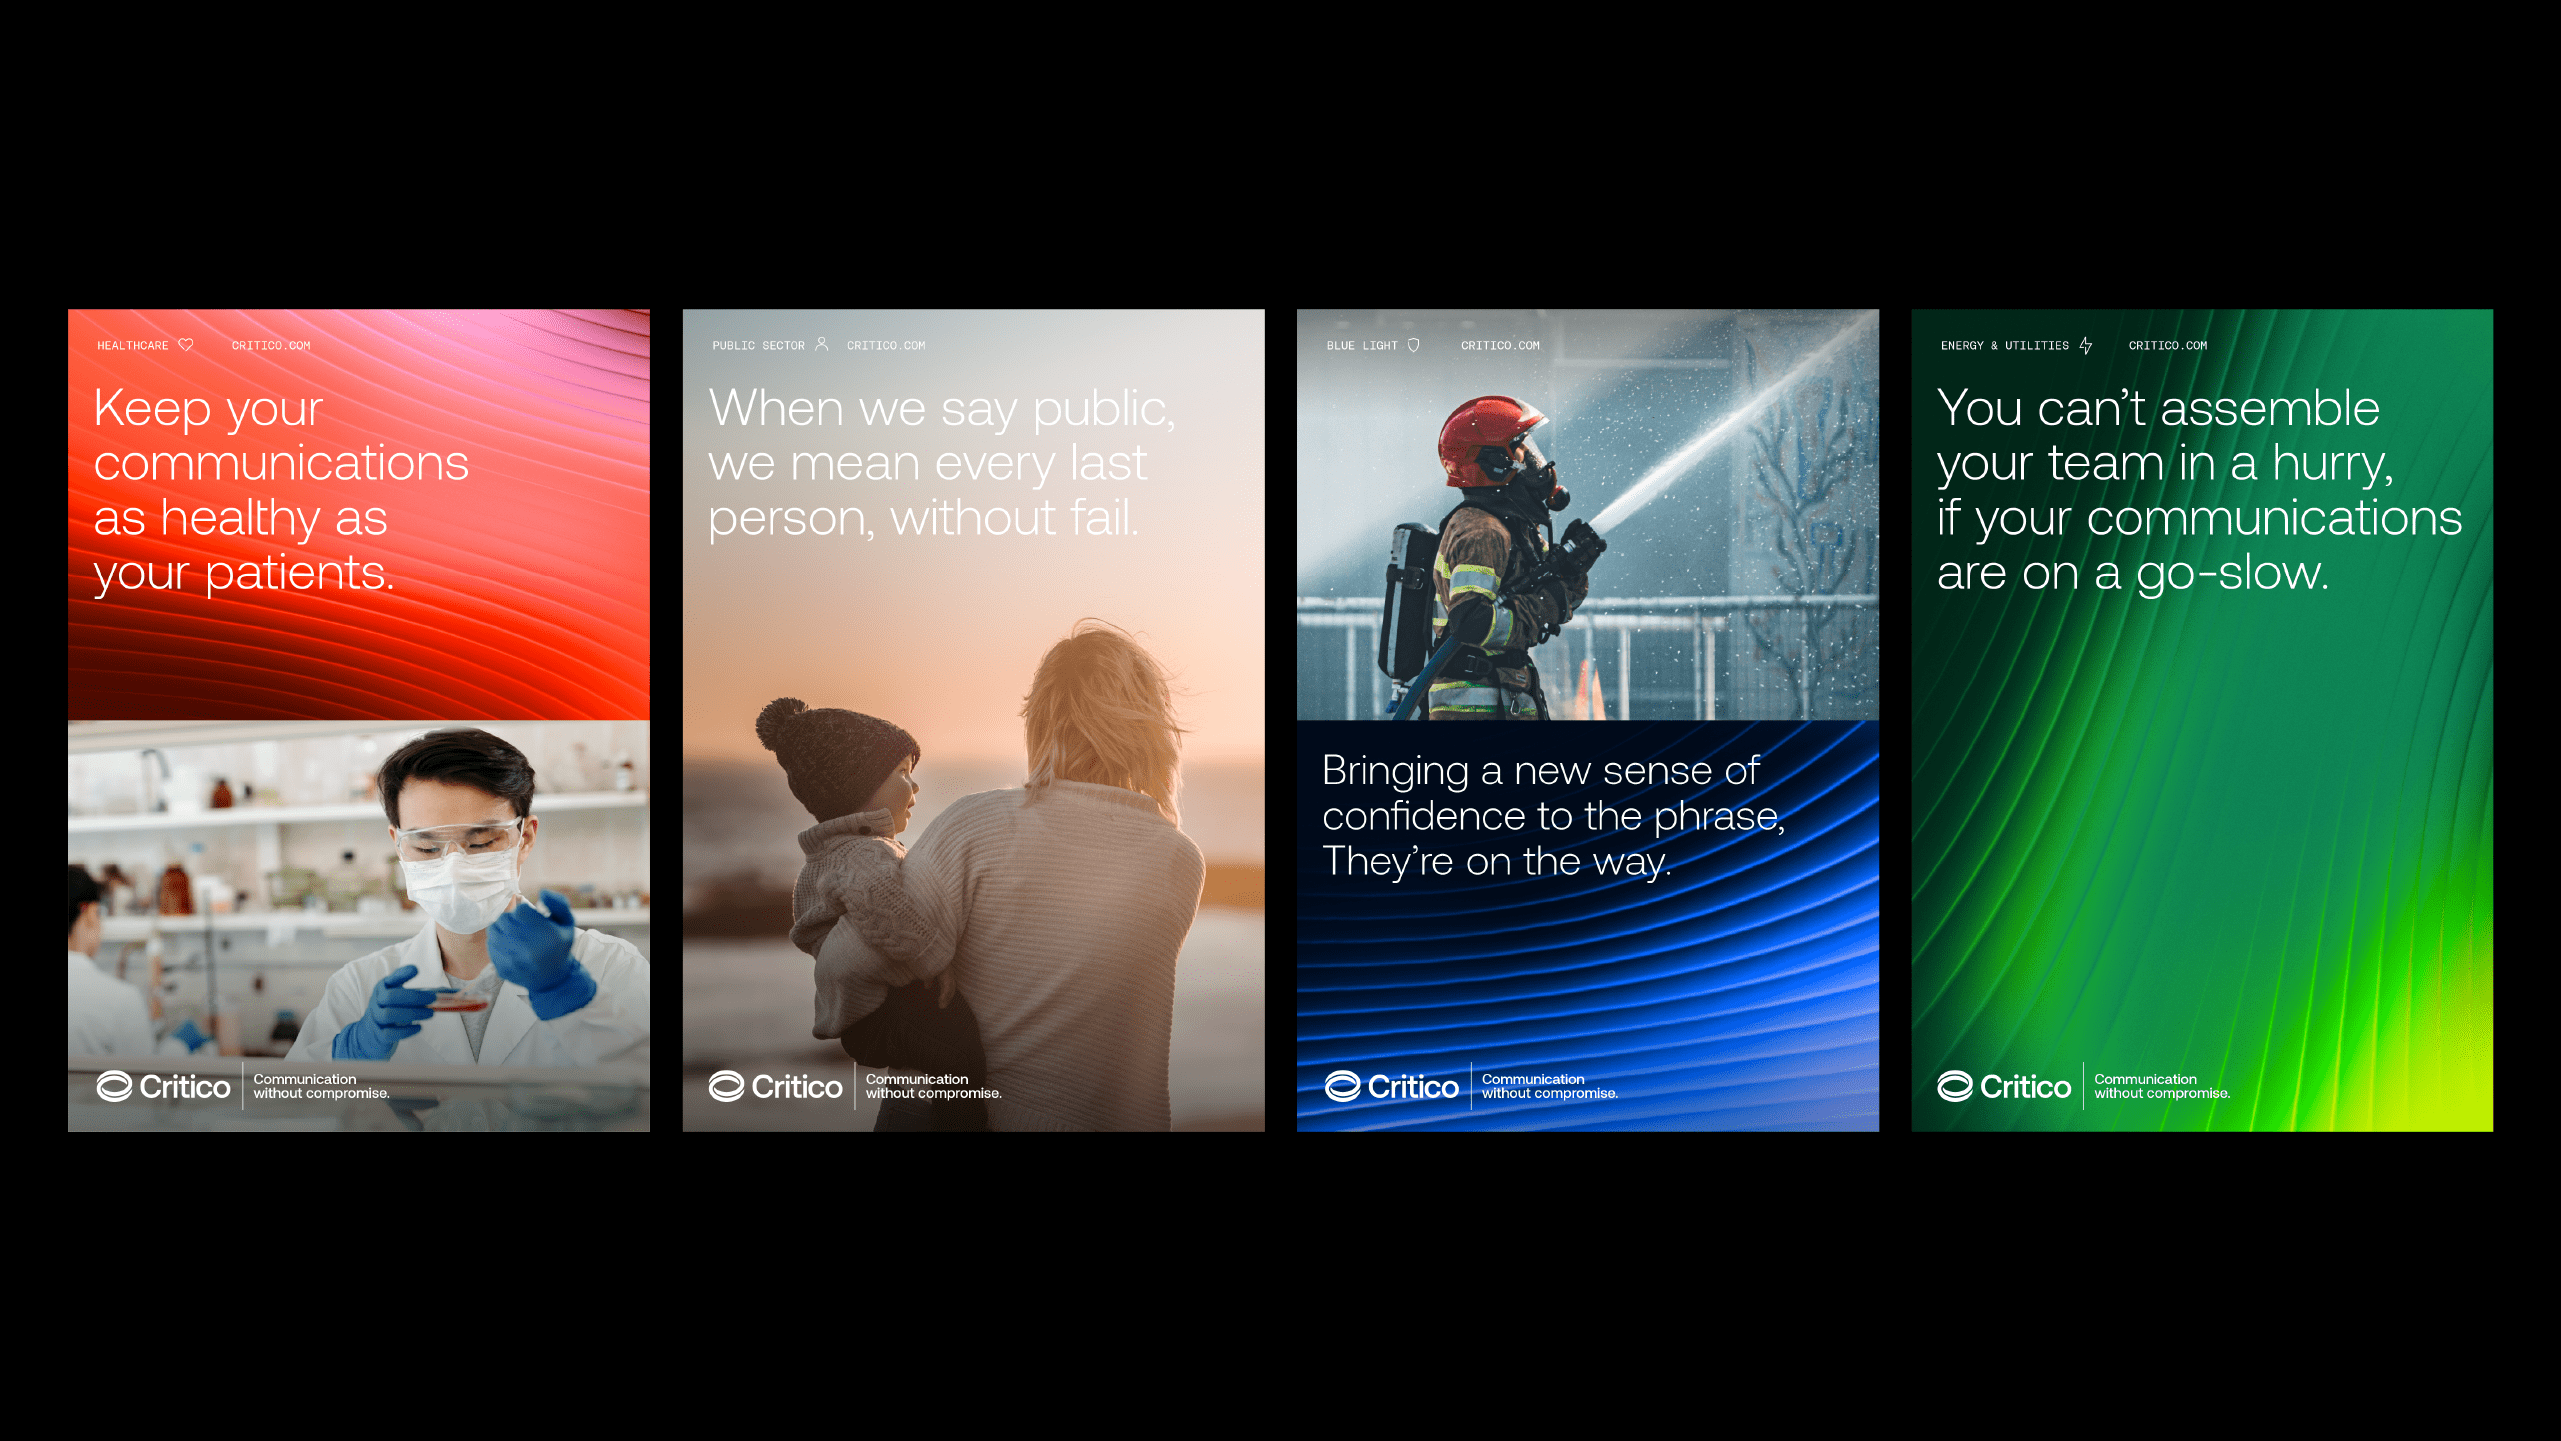 HEALTHCARE CRITICO.COM
Keep your
communications
as healthy as
your patients.
Critico
Communication
without compromise.
PUBLIC SECTOR CRITICO.COM
When we say public,
we mean every last
person, without fail.
Critico
Communication
without compromise.
BLUE LIGHT CRITICO.COM
Bringing a new sense of
confidence to the phrase,
They’re on the way.
Critico
Communication
without compromise.
ENERGY & UTILITIES CRITICO.COM
You can’t assemble
your team in a hurry,
if your communications
are on a go-slow.
Critico
Communication
without compromise.